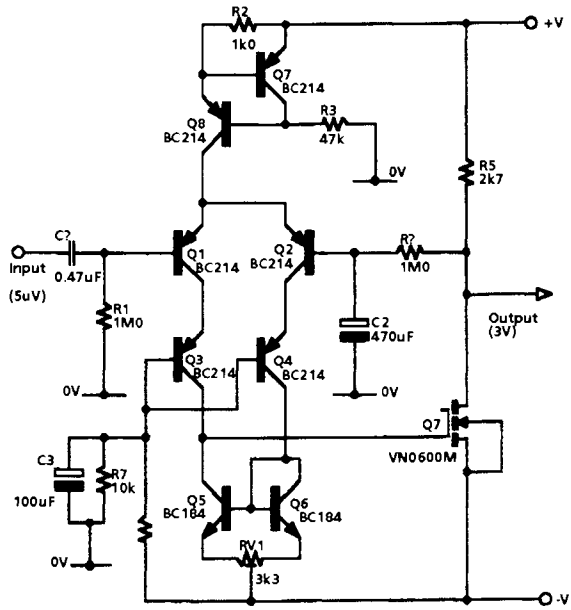 R2
1k0
+V
Q7
BC214
Q8
BC214
R3
47k
0V
R5
2k7
C?
Input
0.47uF
(5uV)
Q1
BC214
Q2
BC214
R?
1M0
R1
1M0
Output
(3V)
C2
470uF
0V
Q3
BC214
Q4
BC214
0V
Q7
VN0600M
C3
100uF
R7
10k
Q5
BC184
Q6
BC184
0V
RV1
3k3
-V